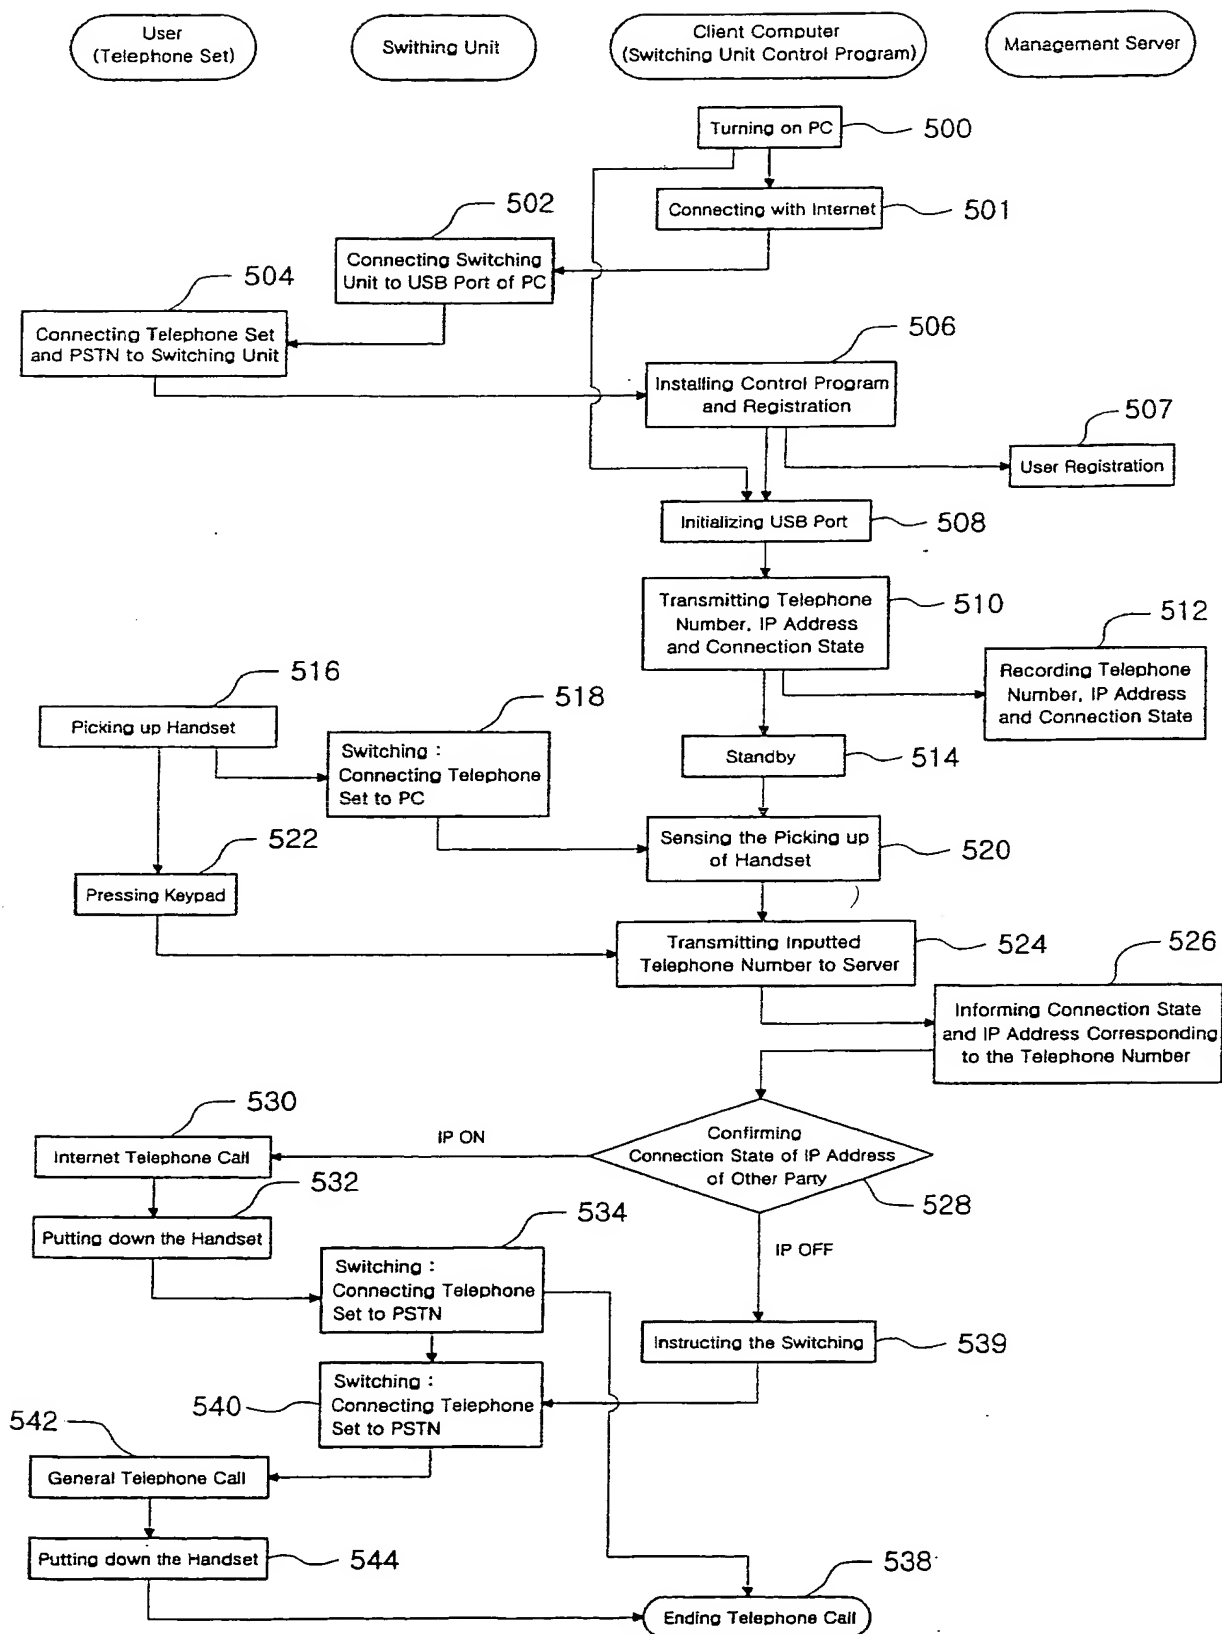 User
(Telephone Set)
Swithing Unit
Client Computer
(Switching Unit Control Program)
Management Server
Turning on PC
500
Connecting with Internet
501
502
Connecting Switching
Unit to USB Port of PC
504
Connecting Telephone Set
and PSTN to Switching Unit
506
Installing Control Program
and Registration
507
User Registration
Initializing USB Port
508
Transmitting Telephone
Number, IP Address
and Connection State
510
512
Recording Telephone
Number, IP Address
and Connection State
516
Picking up Handset
518
Switching :
Connecting Telephone
Set to PC
Standby
514
Sensing the Picking up
of Handset
520
522
Pressing Keypad
Transmitting Inputted
Telephone Number to Server
524
526
Informing Connection State
and IP Address Corresponding
to the Telephone Number
Confirming
Connection State of IP Address
of Other Party
528
IP ON
530
Internet Telephone Call
532
Putting down the Handset
534
Switching :
Connecting Telephone
Set to PSTN
IP OFF
Instructing the Switching
539
540
Switching :
Connecting Telephone
Set to PSTN
542
General Telephone Call
Putting down the Handset
544
538
Ending Telephone Call